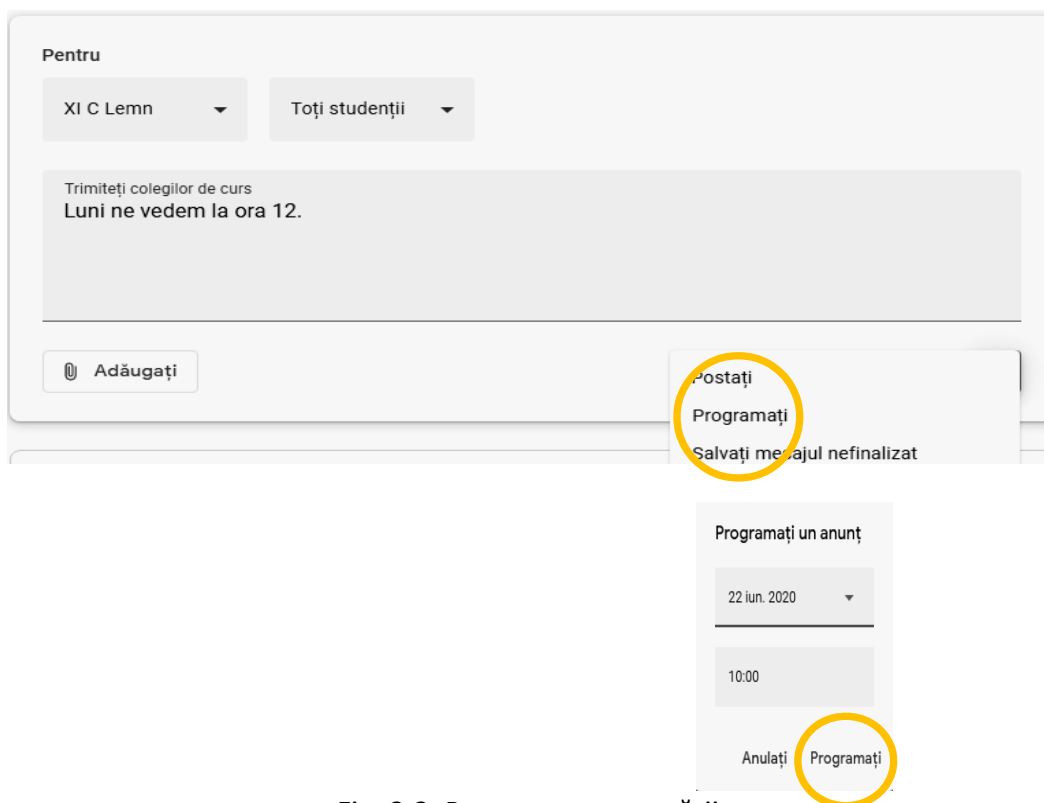 Pentru
XI C Lemn Toți studenții
Trimiteți colegilor de curs
Luni ne vedem la ora 12.
Adăugați
Postați
Programați
Salvați mesajul nefinalizat
Programați un anunț
22 iun. 2020
10:00
Anulați Programați